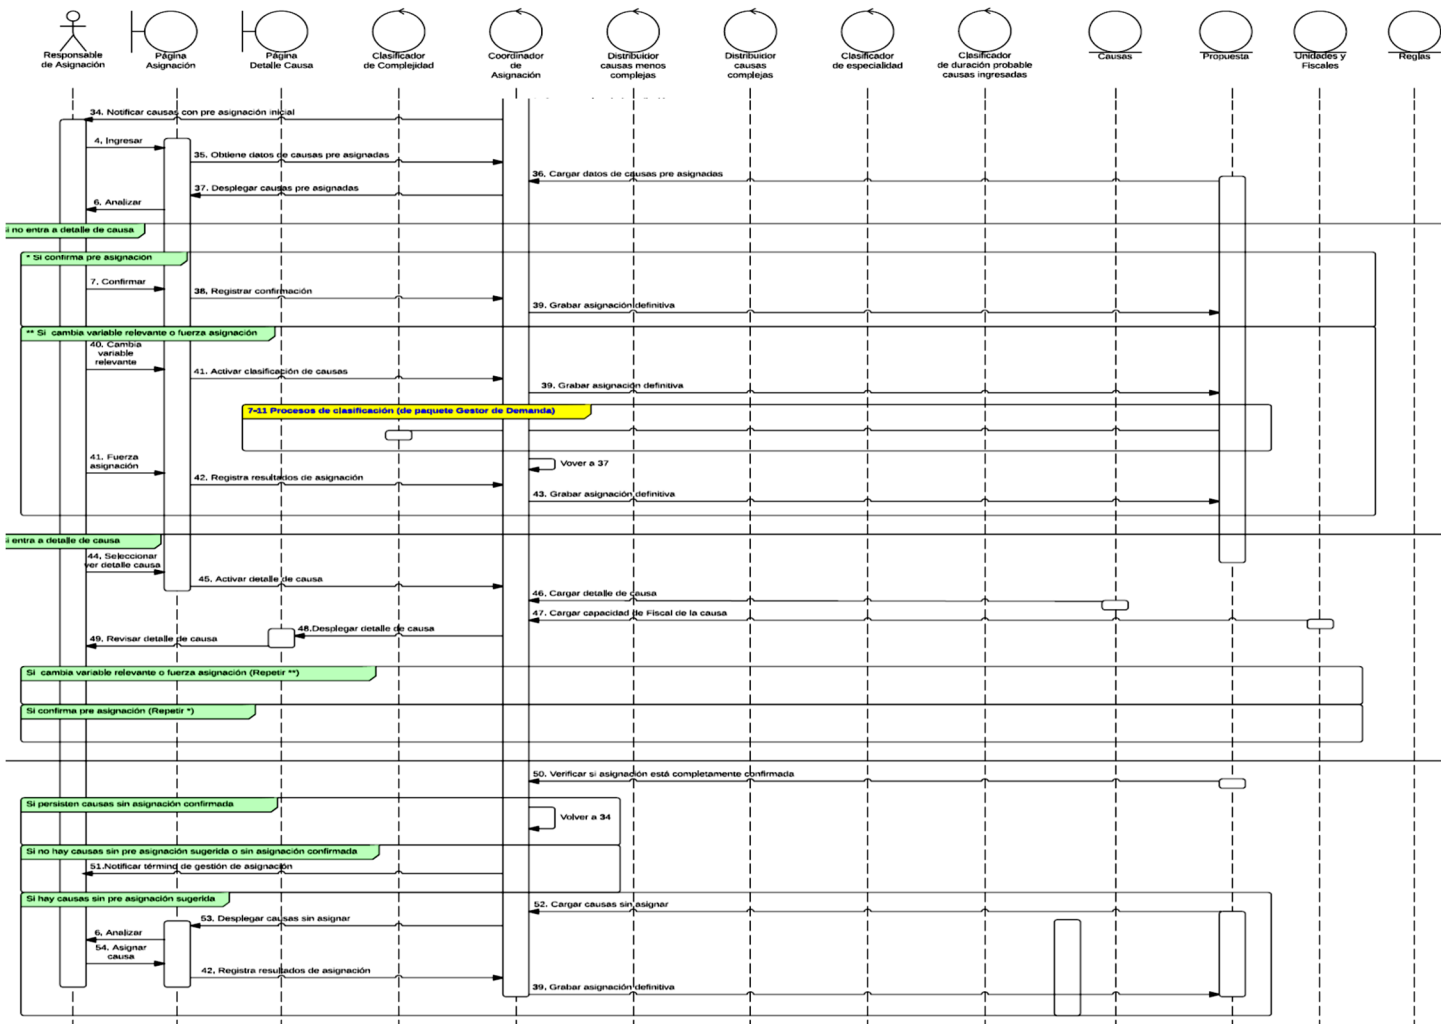 Responsable
de Asignación
Página
Asignación
Página
Detalle Causa
Clasificador
de Complejidad
Coordinador
de
Asignación
Distribuidor
causas menos
complejas
Distribuidor
causas
complejas
Clasificador
de especialidad
Clasificador
de duración probable
causas ingresadas
Causas
Propuesta
Unidades y
Fiscales
Reglas
34. Notificar causas con pre asignación inicial
4. Ingresar
35. Obtiene datos de causas pre asignadas
36. Cargar datos de causas pre asignadas
37. Desplegar causas pre asignadas
6. Analizar
si no entra a detalle de causa
* Si confirma pre asignación
7. Confirmar
38. Registrar confirmación
39. Grabar asignación definitiva
** Si cambia variable relevante o fuerza asignación
40. Cambia
variable
relevante
41. Activar clasificación de causas
39. Grabar asignación definitiva
7-11 Procesos de clasificación (de paquete Gestor de Demanda)
41. Fuerza
asignación
Vover a 37
42. Registra resultados de asignación
43. Grabar asignación definitiva
si entra a detalle de causa
44. Seleccionar
ver detalle causa
45. Activar detalle de causa
46. Cargar detalle de causa
47. Cargar capacidad de Fiscal de la causa
48.Desplegar detalle de causa
49. Revisar detalle de causa
Si cambia variable relevante o fuerza asignación (Repetir **)
Si confirma pre asignación (Repetir *)
50. Verificar si asignación está completamente confirmada
Si persisten causas sin asignación confirmada
Volver a 34
Si no hay causas sin pre asignación sugerida o sin asignación confirmada
51.Notificar término de gestión de asignación
Si hay causas sin pre asignación sugerida
52. Cargar causas sin asignar
53. Desplegar causas sin asignar
6. Analizar
54. Asignar
causa
42. Registra resultados de asignación
39. Grabar asignación definitiva